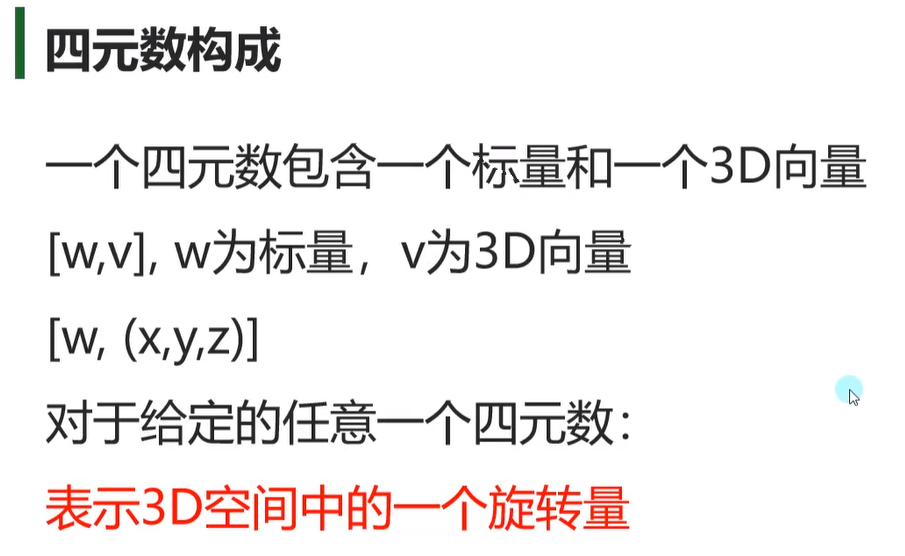 四元数构成
一个四元数包含一个标量和一个3D向量
[w,v], w为标量，v为3D向量
[w, (x,y,z)]
对于给定的任意一个四元数：
表示3D空间中的一个旋转量